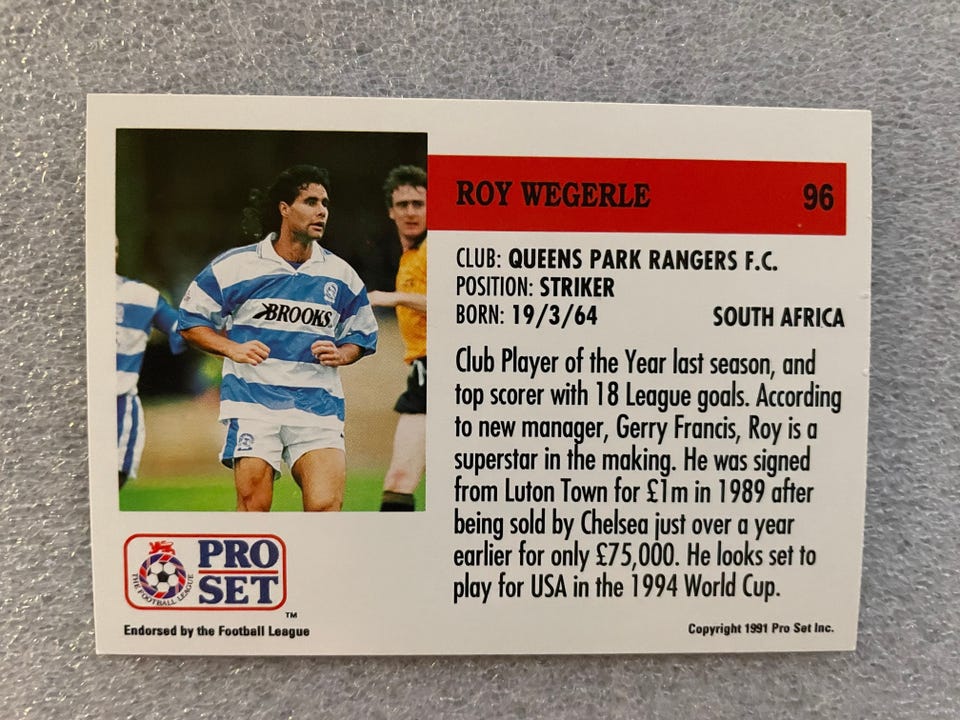 ROY WEGERLE 96
CLUB: QUEENS PARK RANGERS F.C.
POSITION: STRIKER
BORN: 19/3/64 SOUTH AFRICA
BROOKS
Club Player of the Year last season, and
top scorer with 18 League goals. According
to new manager, Gerry Francis, Roy is a
superstar in the making. He was signed
from Luton Town for £1m in 1989 after
being sold by Chelsea just over a year
earlier for only £75,000. He looks set to
play for USA in the 1994 World Cup.
PRO
SET
THE FOOTBALL LEAGUE
TM
Endorsed by the Football League
Copyright 1991 Pro Set Inc.